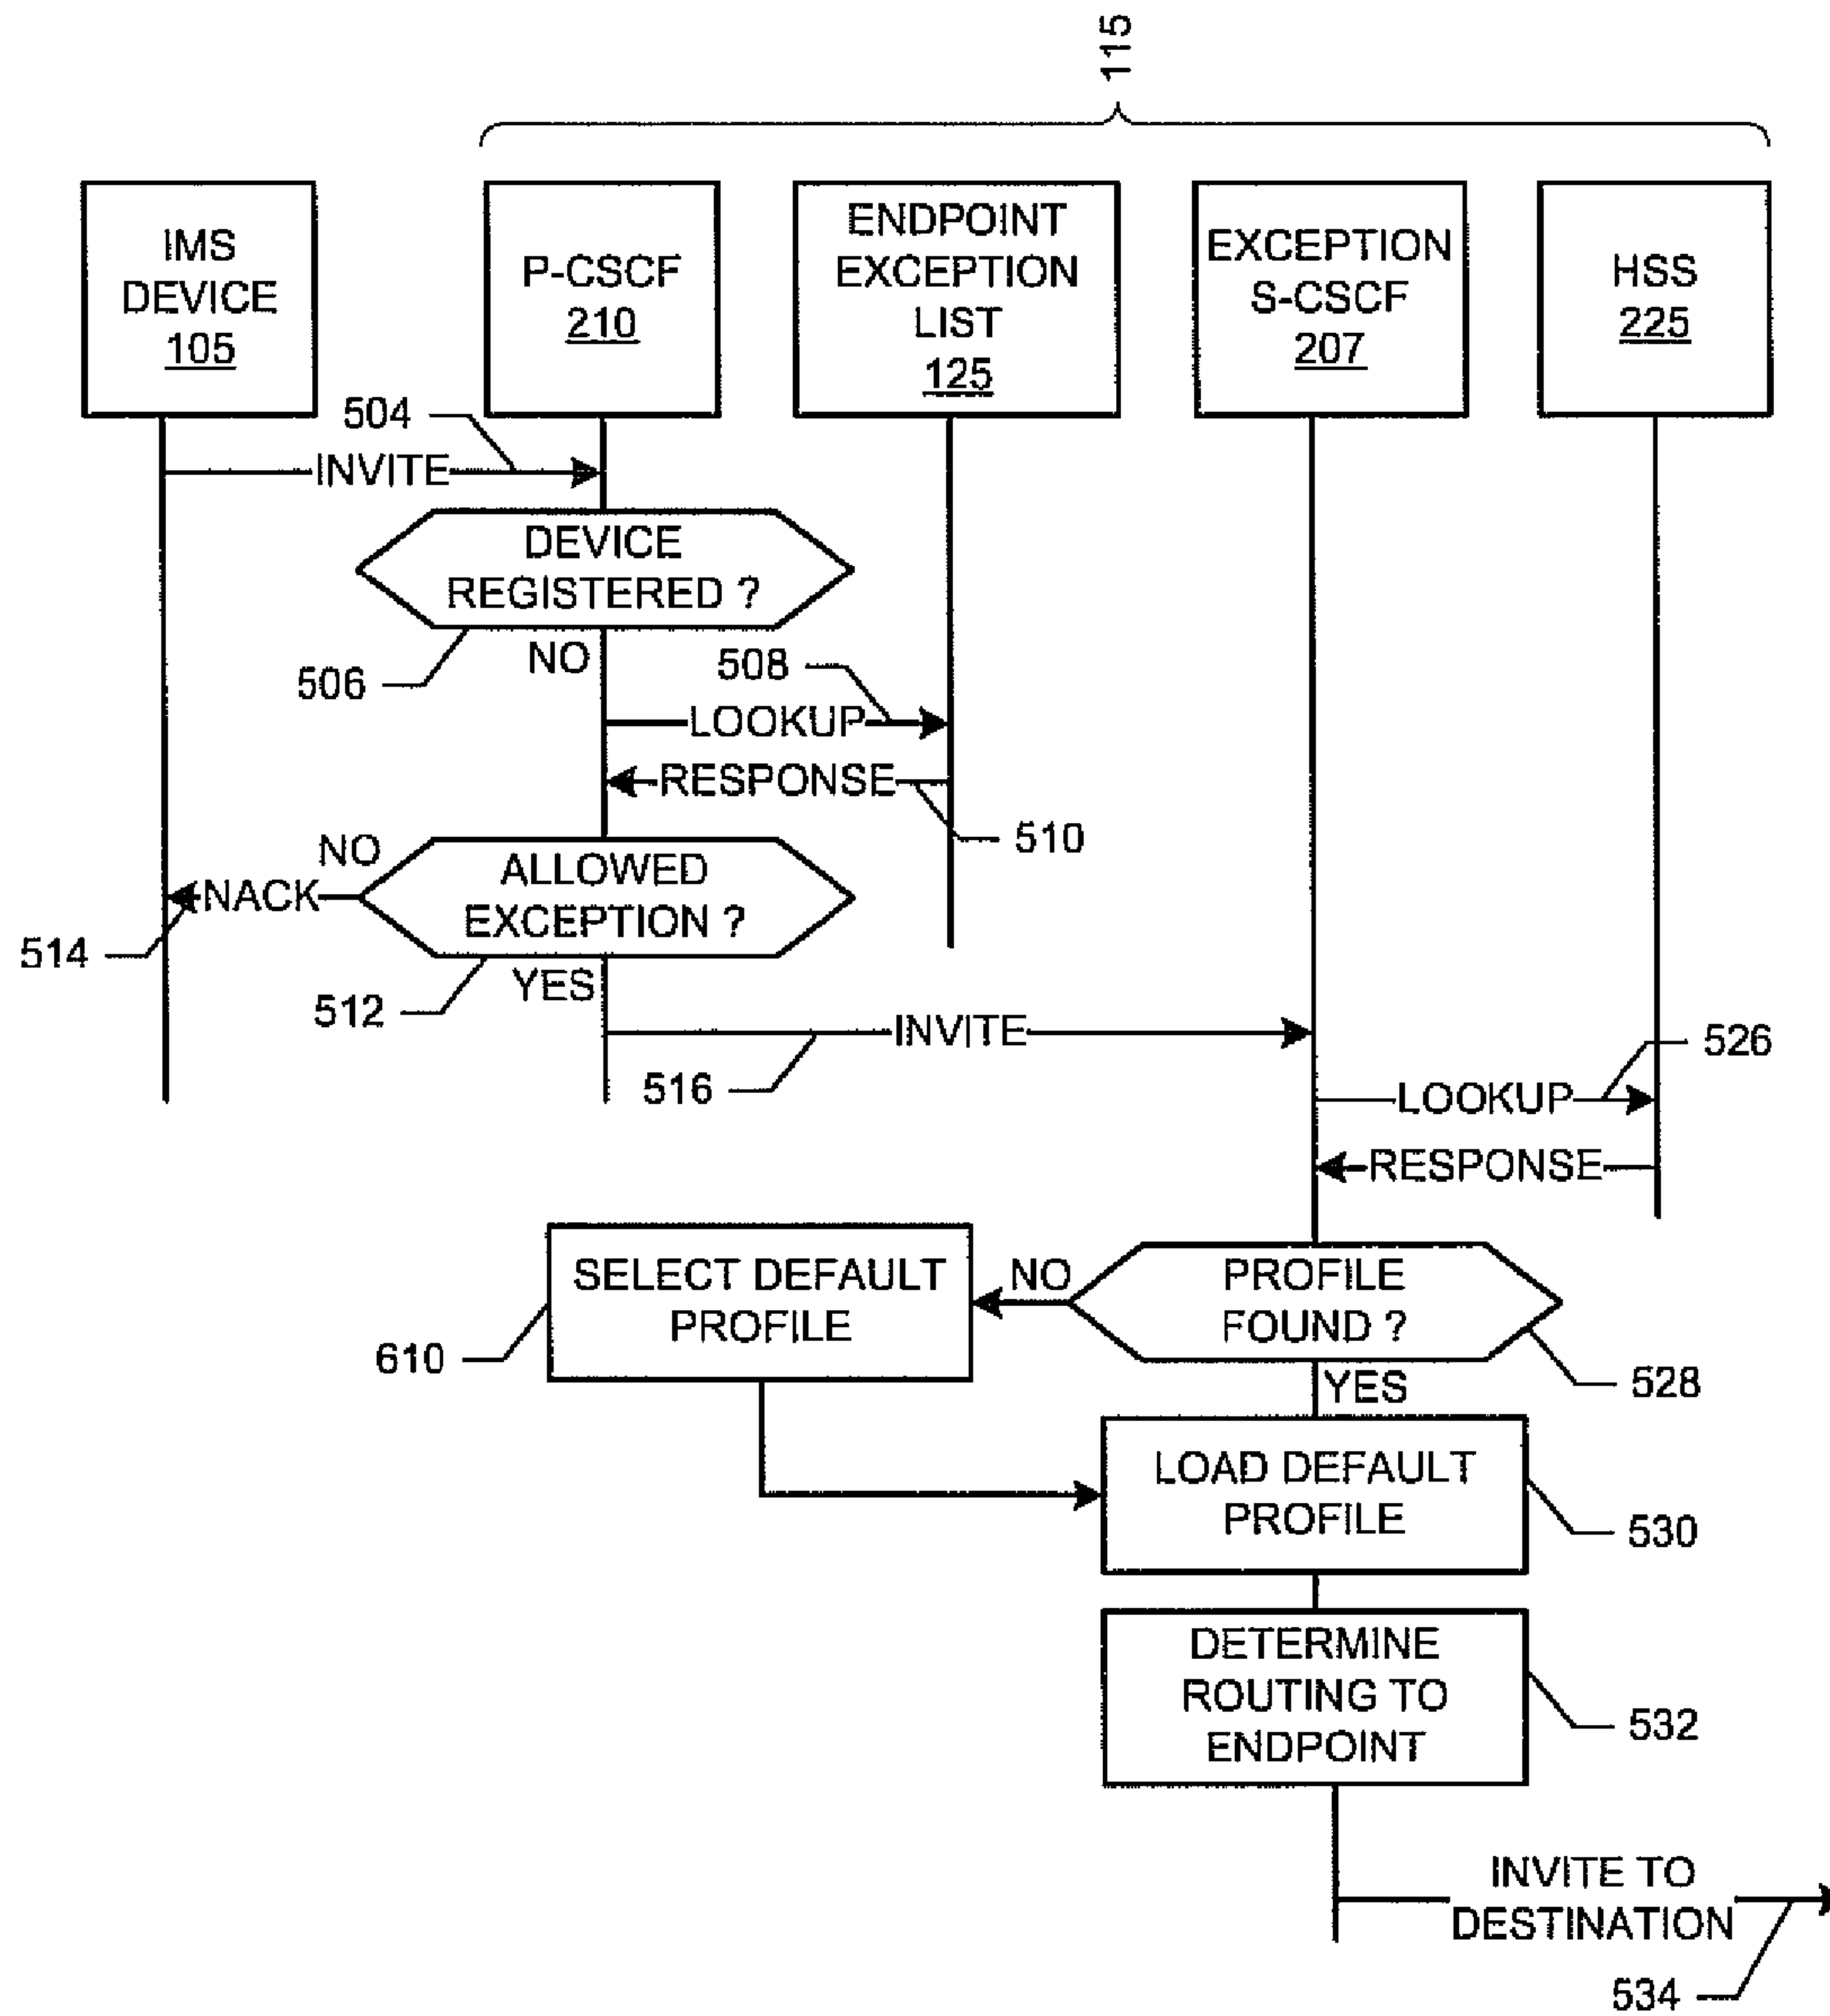 115
IMS
DEVICE
105
P-CSCF
210
ENDPOINT
EXCEPTION
LIST
125
EXCEPTION
S-CSCF
207
HSS
225
504
INVITE
DEVICE
REGISTERED ?
506
NO
508
LOOKUP
RESPONSE
510
NO
NACK
ALLOWED
EXCEPTION ?
514
512
YES
INVITE
516
526
LOOKUP
RESPONSE
SELECT DEFAULT
PROFILE
610
NO
PROFILE
FOUND ?
528
YES
LOAD DEFAULT
PROFILE
530
DETERMINE
ROUTING TO
ENDPOINT
532
INVITE TO
DESTINATION
534